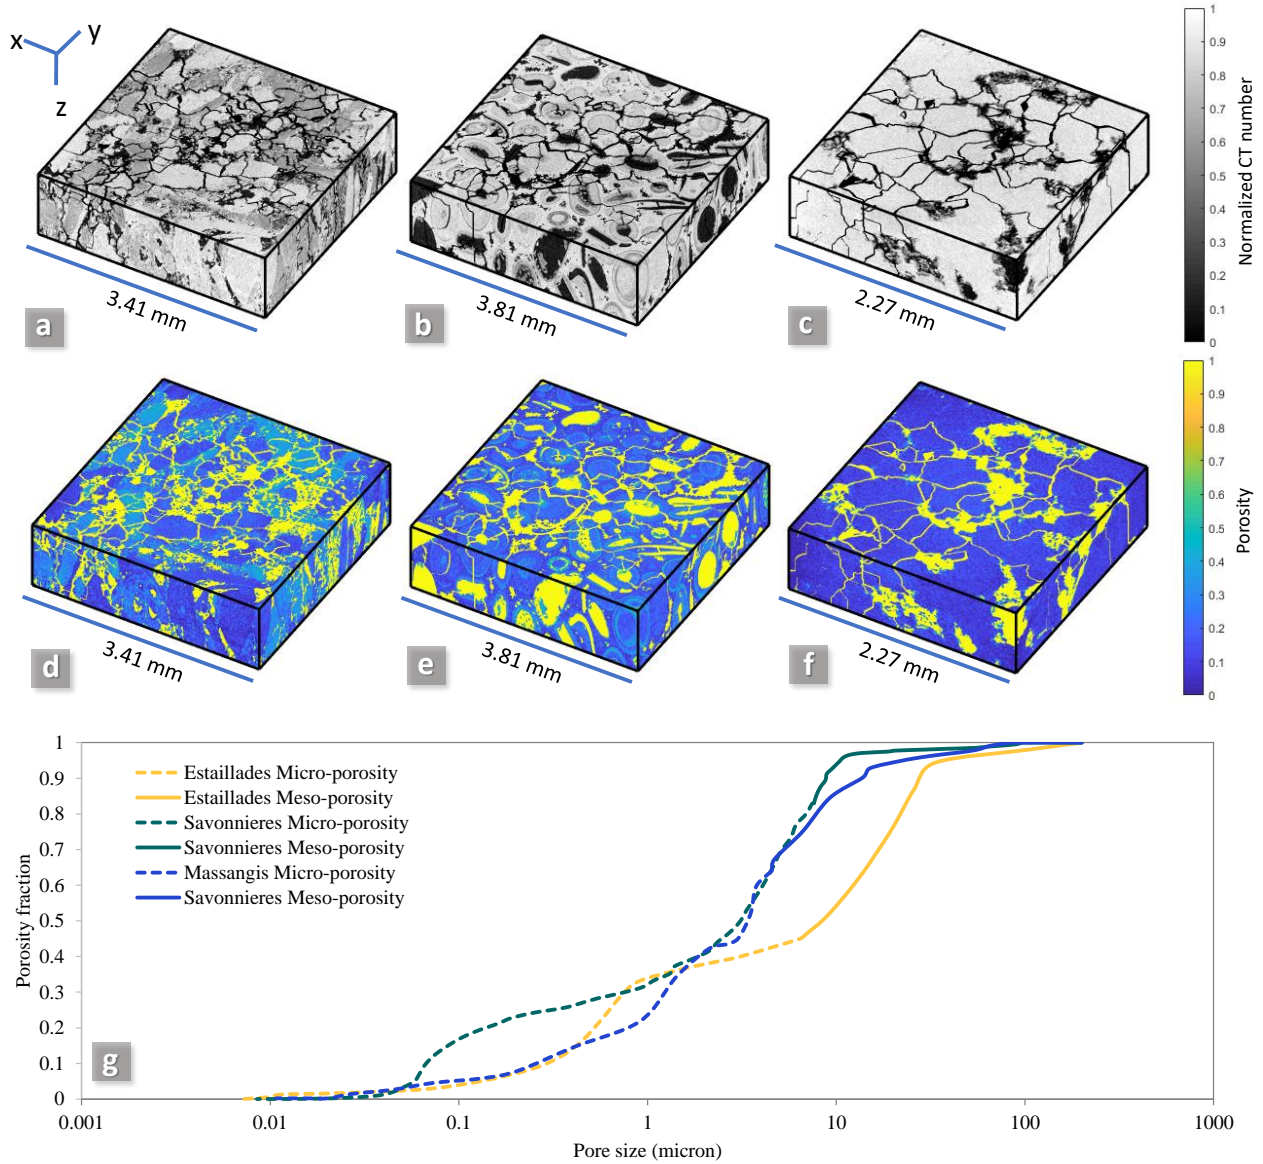 x
y
z
3.41 mm
3.81 mm
2.27 mm
a
b
c
1
0.9
0.8
0.7
0.6
0.5
0.4
0.3
0.2
0.1
0
Normalized CT number
3.41 mm
3.81 mm
2.27 mm
d
e
f
1
0.9
0.8
0.7
0.6
0.5
0.4
0.3
0.2
0.1
0
Porosity
1
0.9
0.8
0.7
0.6
0.5
0.4
0.3
0.2
0.1
0
Porosity fraction
Estaillades Micro-porosity
Estaillades Meso-porosity
Savonnieres Micro-porosity
Savonnieres Meso-porosity
Massangis Micro-porosity
Savonnieres Meso-porosity
g
0.001
0.01
0.1
1
10
100
1000
Pore size (micron)